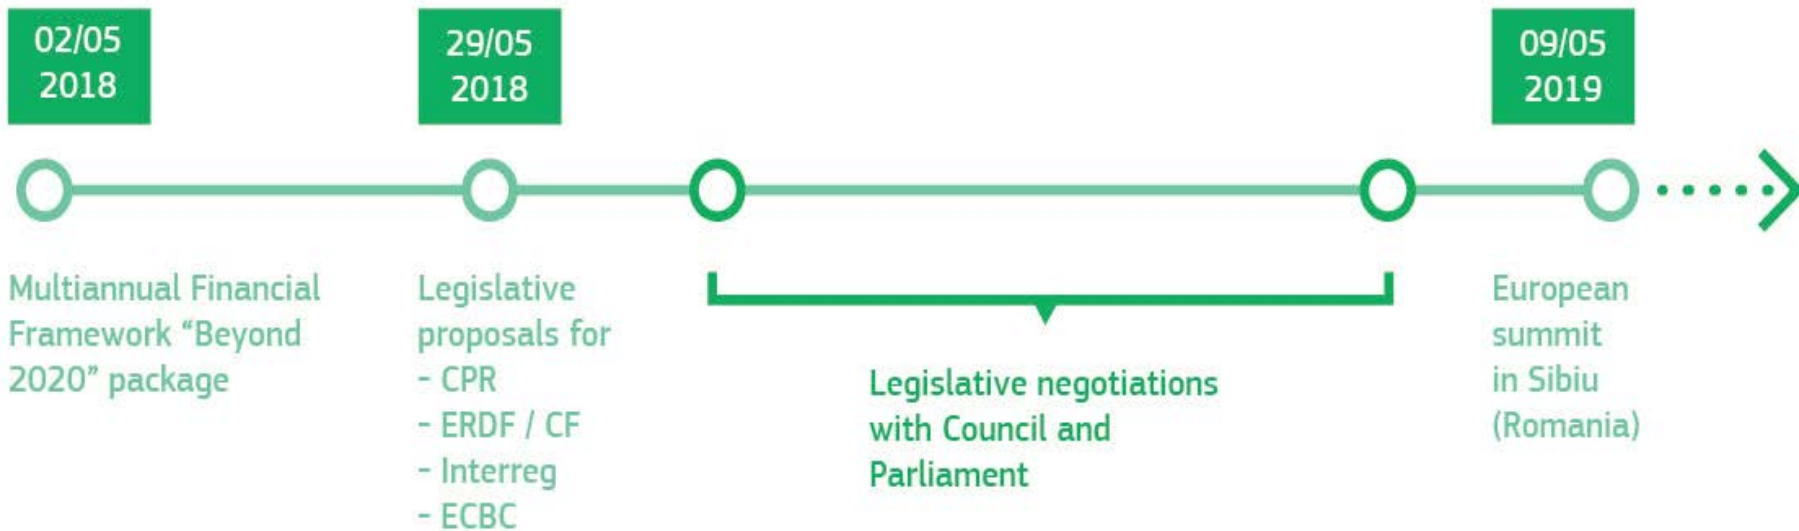 02/05
2018
29/05
2018
09/05
2019
Multiannual Financial
Framework “Beyond
2020” package
Legislative
proposals for
- CPR
- ERDF / CF
- Interreg
- ECBC
Legislative negotiations
with Council and
Parliament
European
summit
in Sibiu
(Romania)